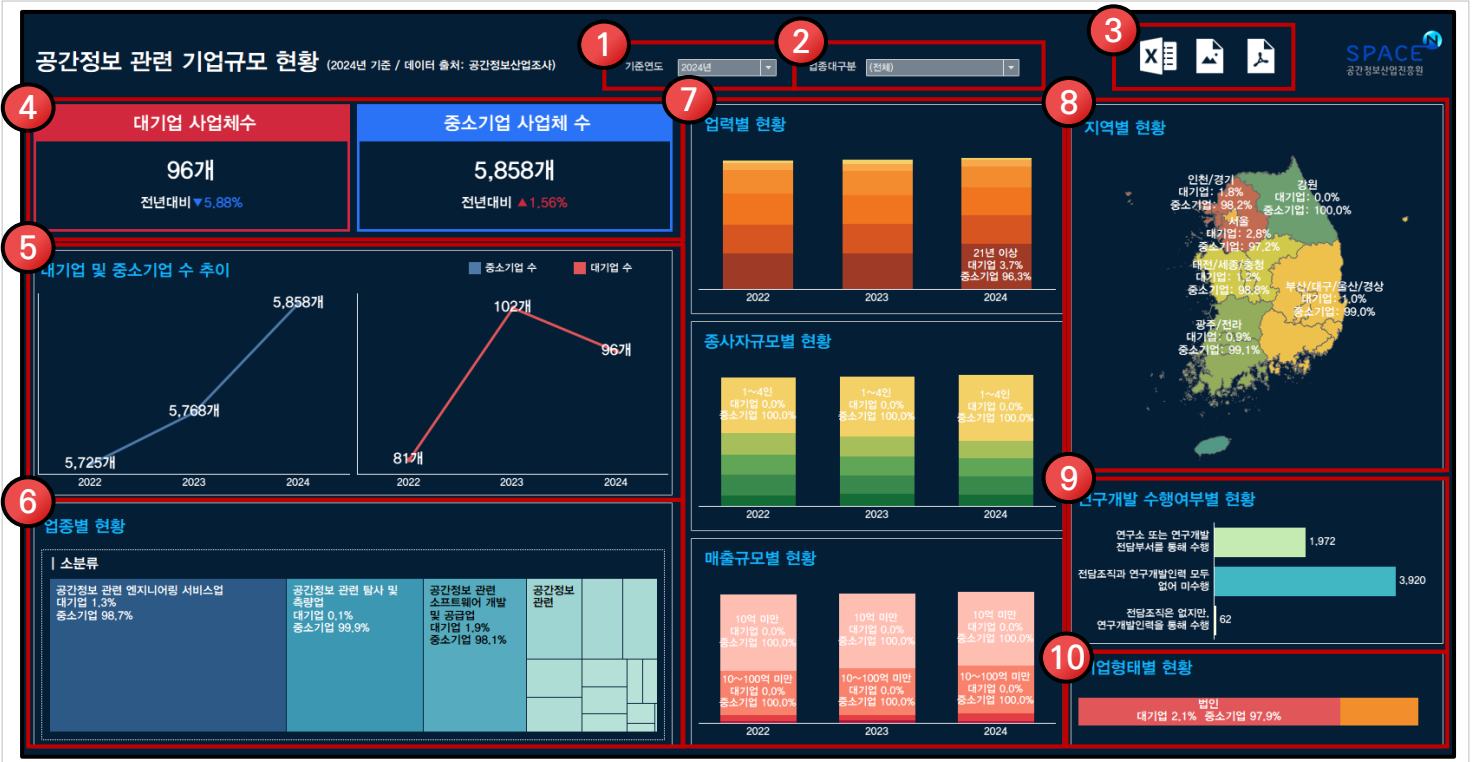 공간정보 관련 기업규모 현황 (2024년 기준 / 데이터 출처: 공간정보산업조사)
1
기준연도
2024년
2
업종대구분
(전체)
3
SPACE N
공간정보산업진흥원
4
대기업 사업체수
96개
전년대비▼5.88%
중소기업 사업체 수
5,858개
전년대비 ▲1.56%
5
대기업 및 중소기업 수 추이
중소기업 수
대기업 수
5,725개
5,768개
5,858개
2022
2023
2024
81개
102개
96개
2022
2023
2024
6
업종별 현황
| 소분류
공간정보 관련 엔지니어링 서비스업
대기업 1.3%
중소기업 98.7%
공간정보 관련 탐사 및
측량업
대기업 0.1%
중소기업 99.9%
공간정보 관련
소프트웨어 개발
및 공급업
대기업 1.9%
중소기업 98.1%
공간정보
관련
7
업력별 현황
21년 이상
대기업 3.7%
중소기업 96.3%
2022
2023
2024
종사자규모별 현황
1~4인
대기업 0.0%
중소기업 100.0%
1~4인
대기업 0.0%
중소기업 100.0%
1~4인
대기업 0.0%
중소기업 100.0%
2022
2023
2024
매출규모별 현황
10억 미만
대기업 0.0%
중소기업 100.0%
10억 미만
대기업 0.0%
중소기업 100.0%
10억 미만
대기업 0.0%
중소기업 100.0%
10~100억 미만
대기업 0.0%
중소기업 100.0%
10~100억 미만
대기업 0.0%
중소기업 100.0%
10~100억 미만
대기업 0.0%
중소기업 100.0%
2022
2023
2024
8
지역별 현황
인천/경기
대기업: 1.8%
중소기업: 98.2%
강원
대기업: 0.0%
중소기업: 100.0%
서울
대기업: 2.8%
중소기업: 97.2%
대전/세종/충청
대기업: 1.2%
중소기업: 98.8%
부산/대구/울산/경상
대기업: 1.0%
중소기업: 99.0%
광주/전라
대기업: 0.9%
중소기업: 99.1%
9
연구개발 수행여부별 현황
연구소 또는 연구개발
전담부서를 통해 수행
1,972
전담조직과 연구개발인력 모두
없어 미수행
3,920
전담조직은 없지만,
연구개발인력을 통해 수행
62
10
기업형태별 현황
법인
대기업 2.1% 중소기업 97.9%